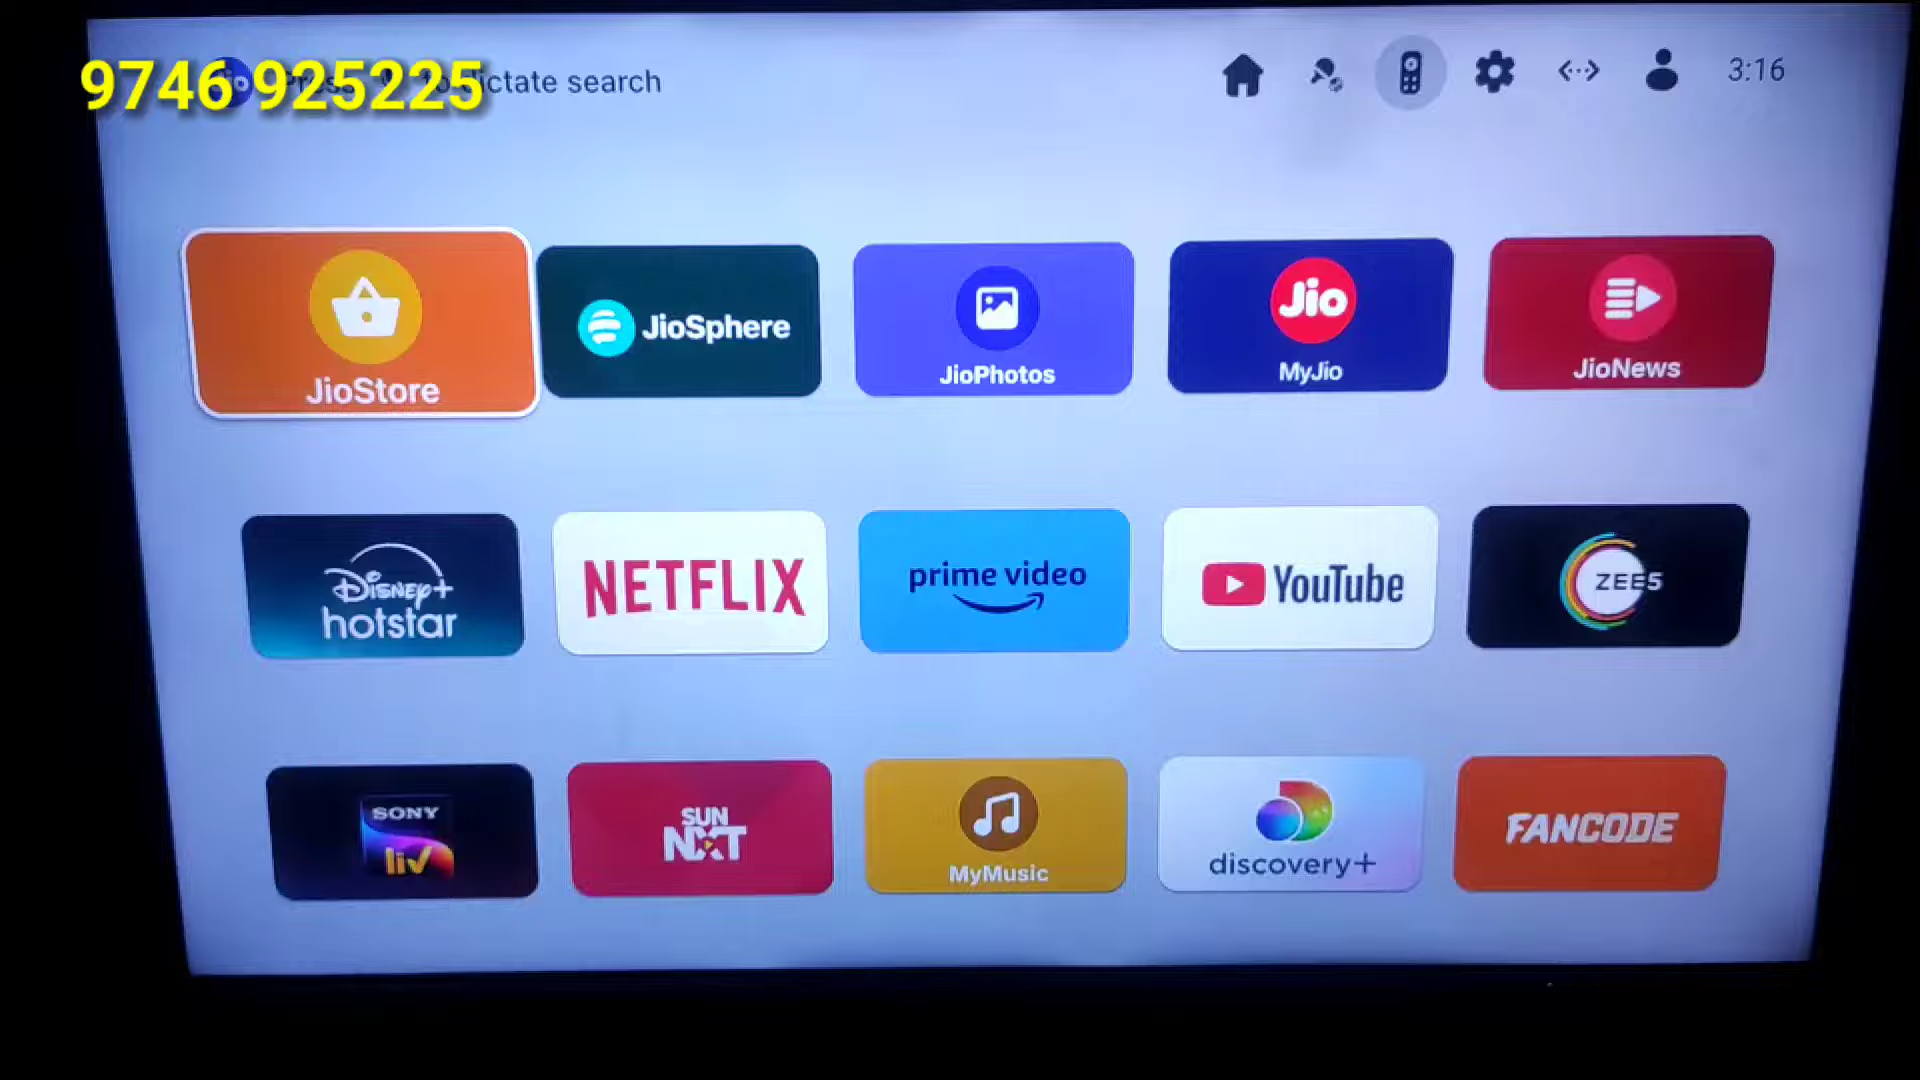 9746 925225
dictate search
3:16
JioStore
JioSphere
JioPhotos
Jio
MyJio
JioNews
Disney+
hotstar
NETFLIX
prime video
YouTube
ZEE5
SONY
liv
SUN
NXT
MyMusic
discovery+
FANCODE